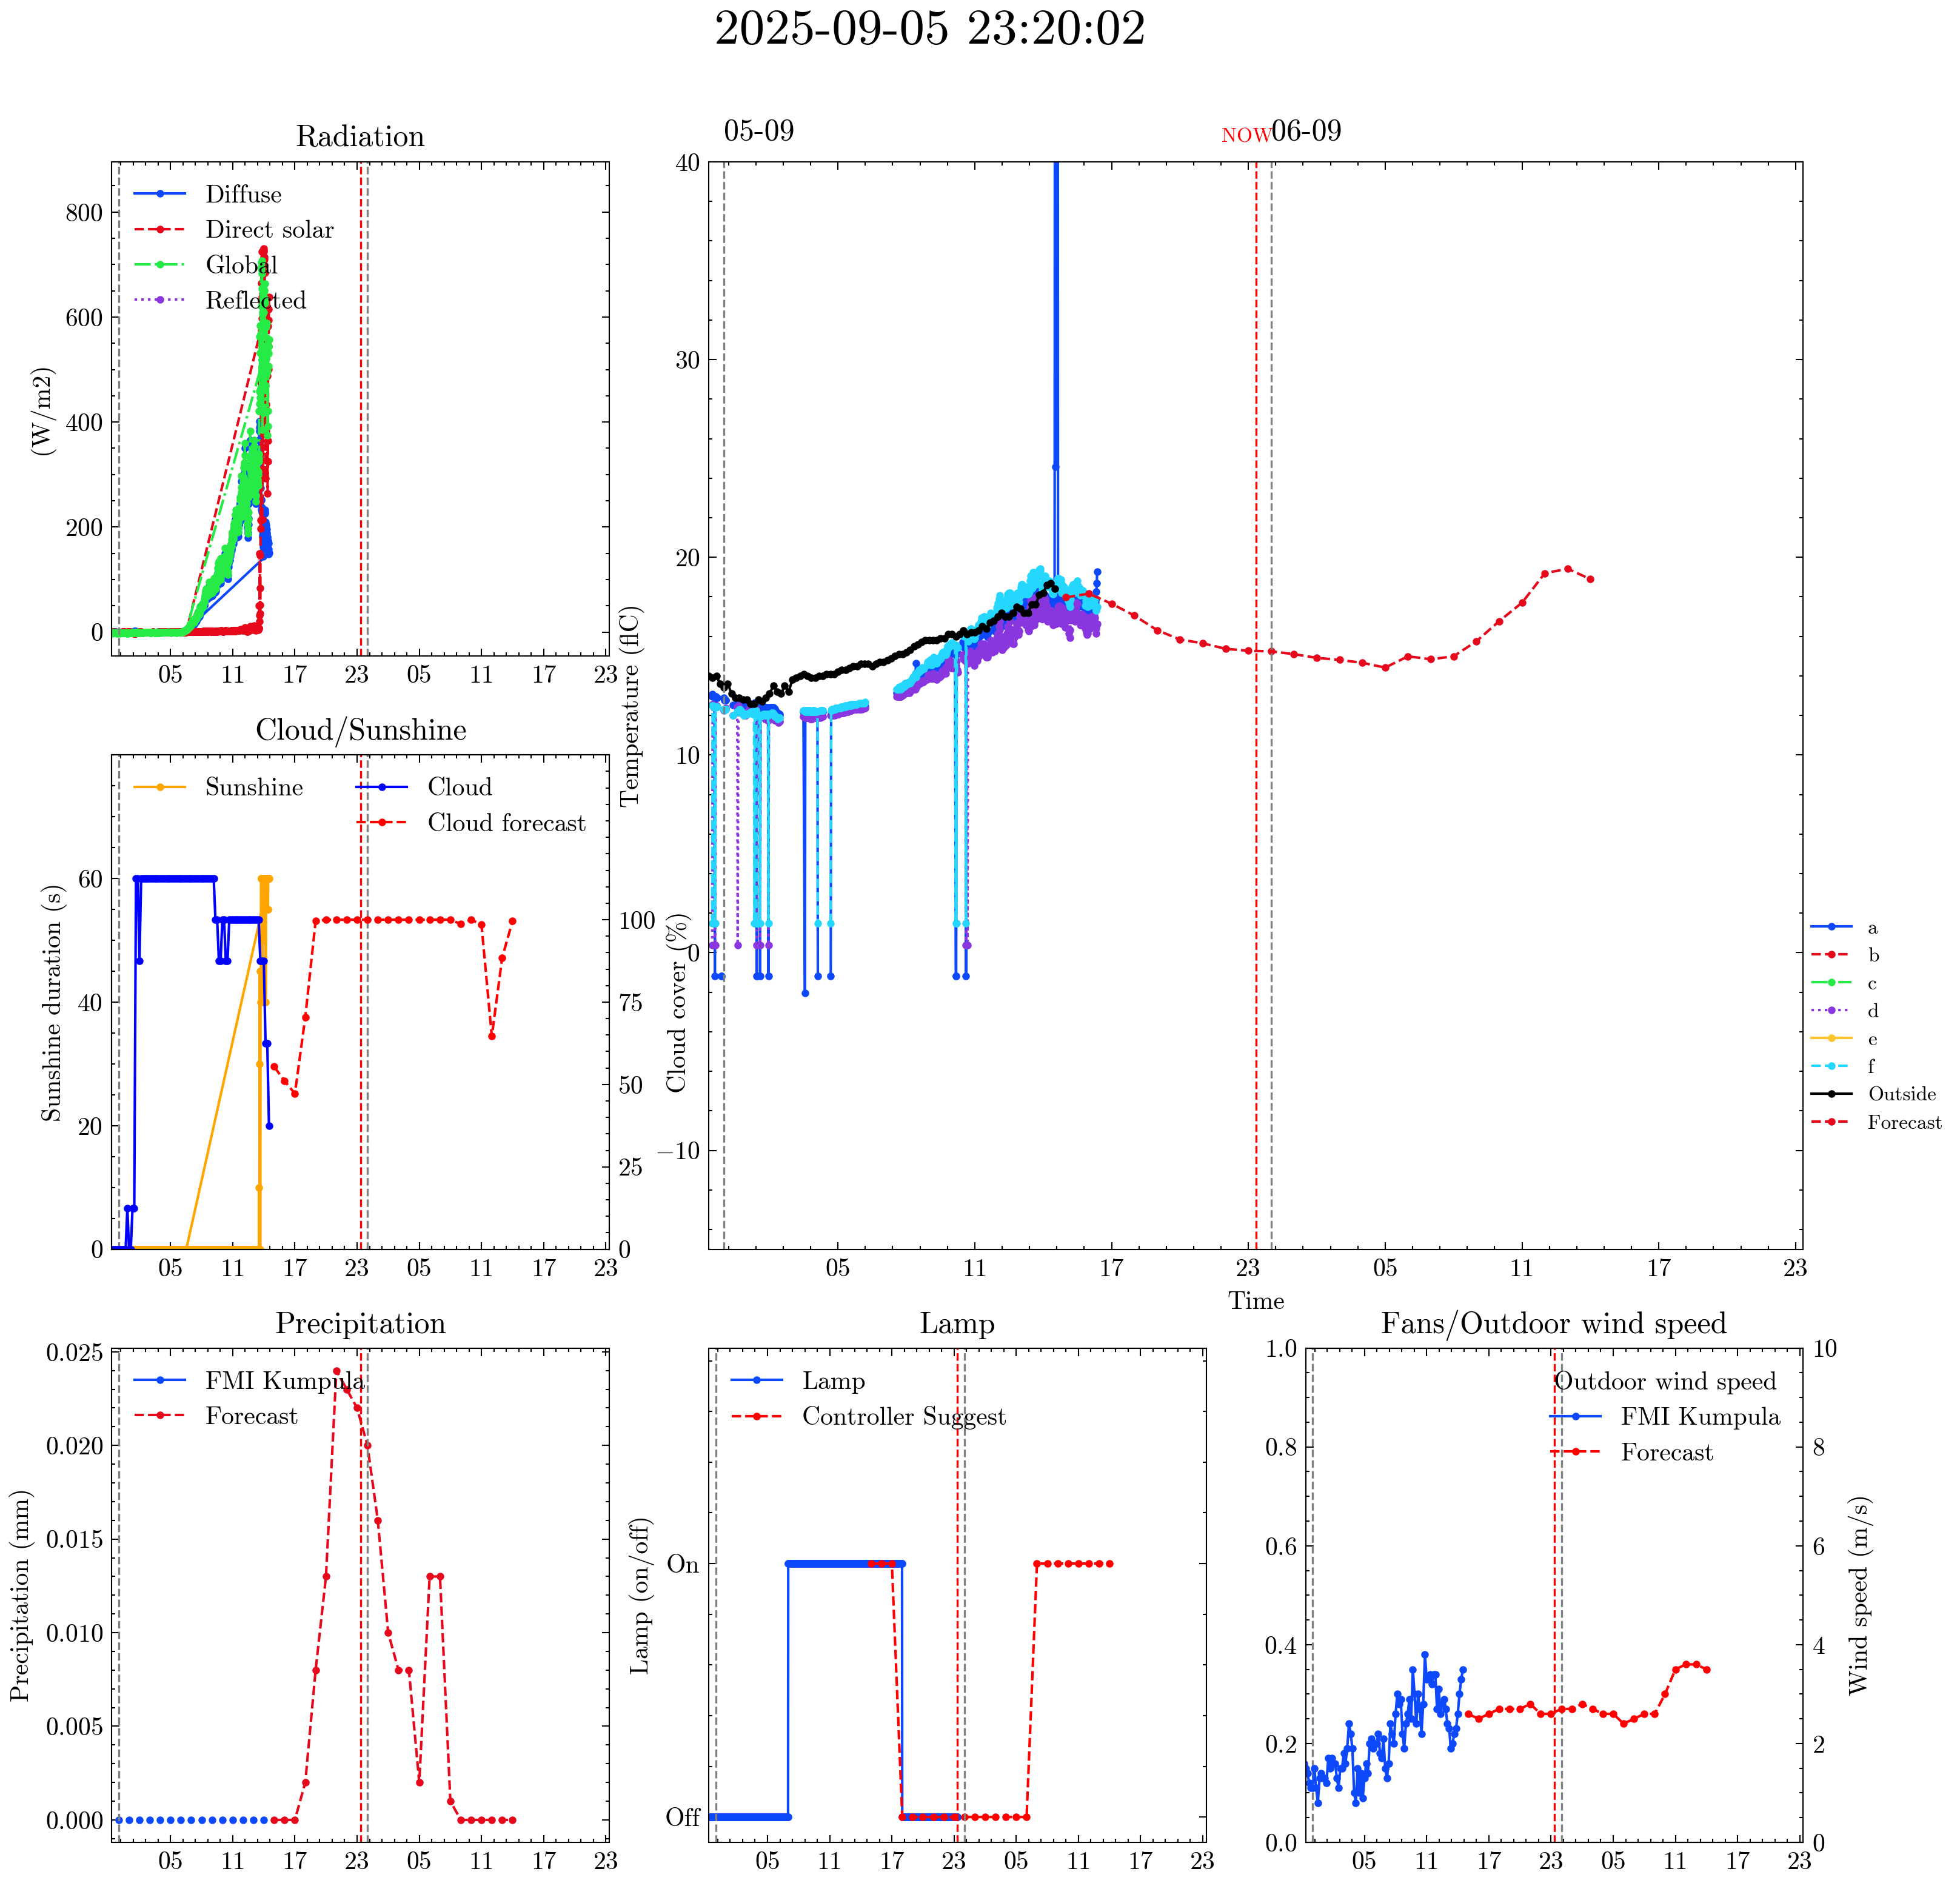 2025-09-05 23:20:02
Radiation
Diffuse
Direct solar
Global
Reflected
(W/m2)
800
600
400
200
0
05 11 17 23 05 11 17 23
05-09
NOW
06-09
40
30
20
10
0
−10
Temperature (flC)
05 11 17 23 05 11 17 23
Time
a
b
c
d
e
f
Outside
Forecast
Cloud/Sunshine
Sunshine
Cloud
Cloud forecast
Sunshine duration (s)
60
40
20
0
100
75
50
25
0
Cloud cover (%)
05 11 17 23 05 11 17 23
Precipitation
FMI Kumpula
Forecast
Precipitation (mm)
0.025
0.020
0.015
0.010
0.005
0.000
05 11 17 23 05 11 17 23
Lamp
Lamp
Controller Suggest
Lamp (on/off)
On
Off
05 11 17 23 05 11 17 23
Fans/Outdoor wind speed
Outdoor wind speed
FMI Kumpula
Forecast
1.0
0.8
0.6
0.4
0.2
0.0
10
8
6
4
2
0
Wind speed (m/s)
05 11 17 23 05 11 17 23